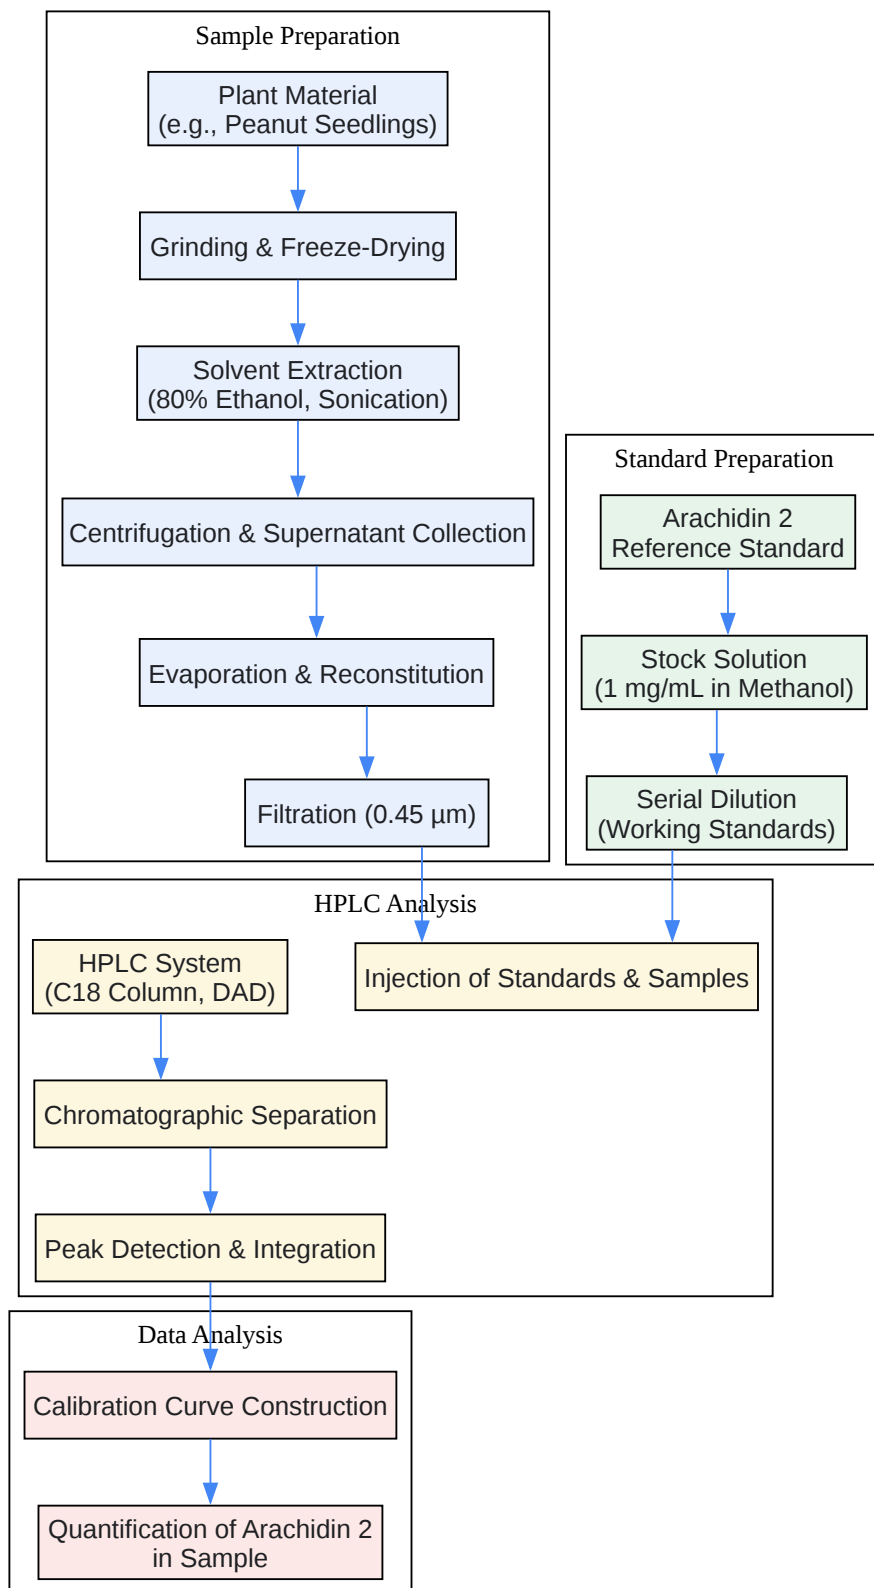 Sample Preparation
Plant Material
(e.g., Peanut Seedlings)
Grinding & Freeze-Drying
Solvent Extraction
(80% Ethanol, Sonication)
Centrifugation & Supernatant Collection
Evaporation & Reconstitution
Filtration (0.45 µm)
Standard Preparation
Arachidin 2
Reference Standard
Stock Solution
(1 mg/mL in Methanol)
Serial Dilution
(Working Standards)
HPLC Analysis
HPLC System
(C18 Column, DAD)
Injection of Standards & Samples
Chromatographic Separation
Peak Detection & Integration
Data Analysis
Calibration Curve Construction
Quantification of Arachidin 2
in Sample